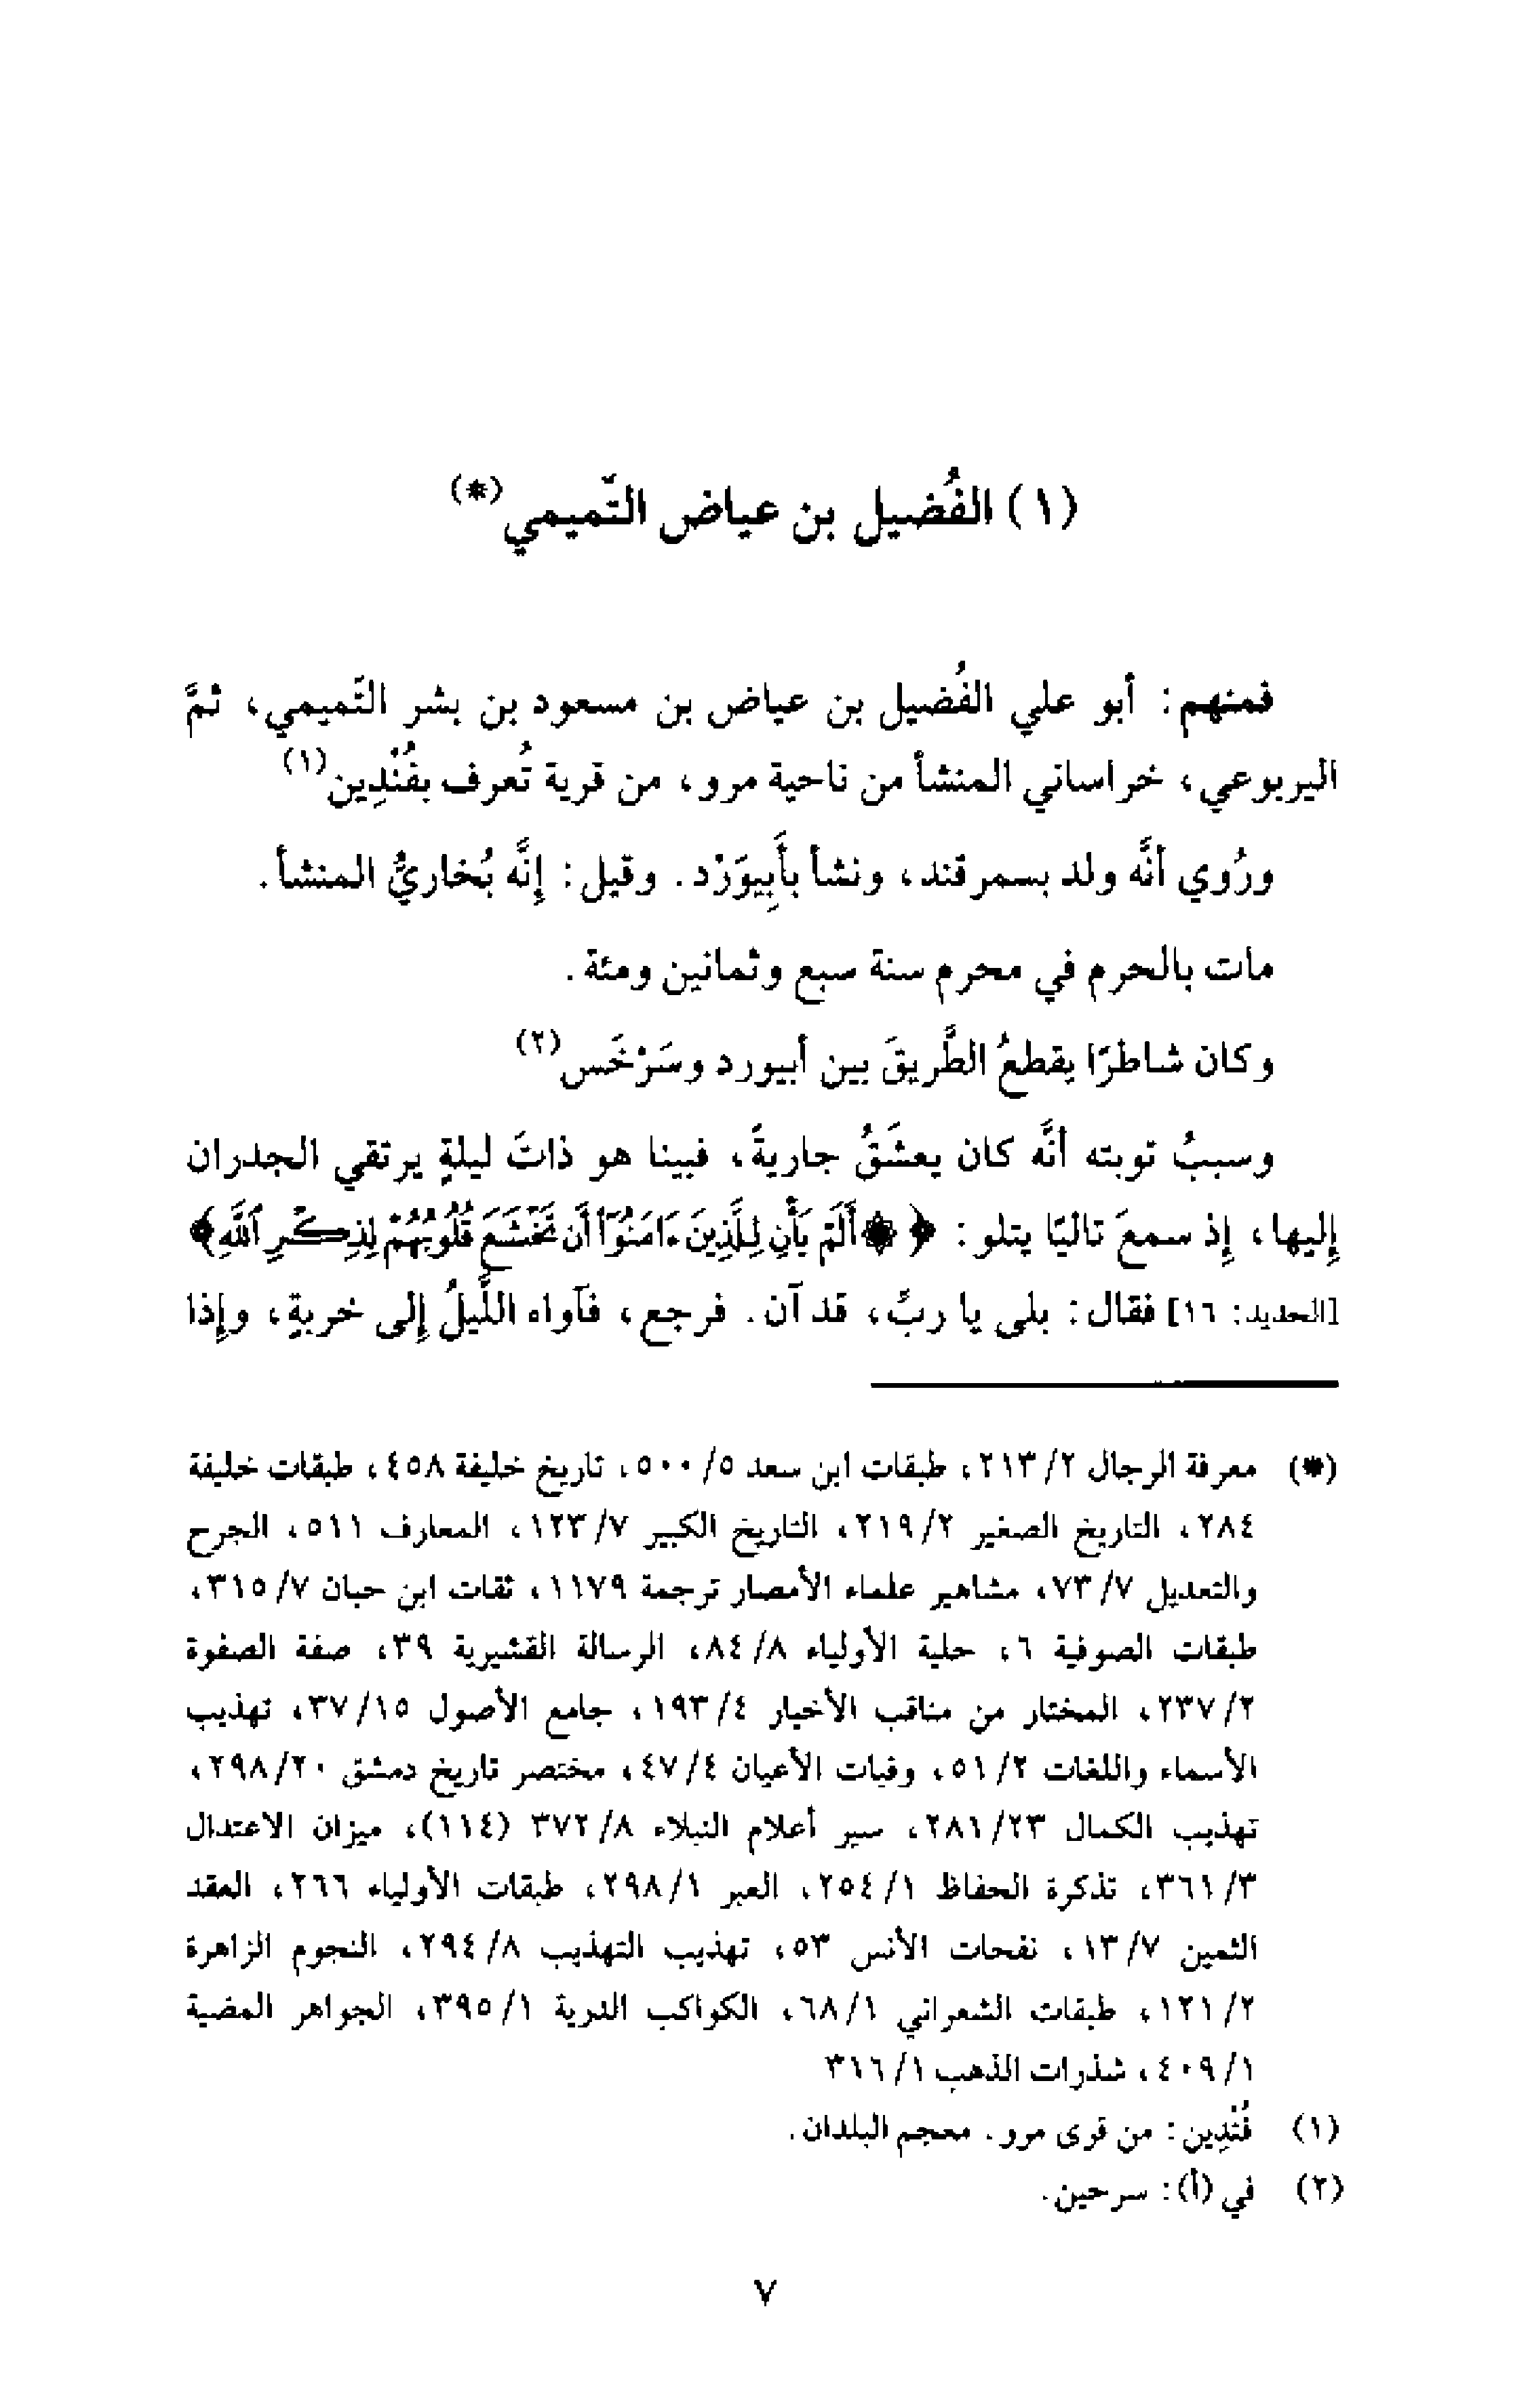 (١) الفُضيل بن عياض التَّميمي(*)
فمنهم: أبو علي الفُضيل بن عياض بن مسعود بن بشر التَّميمي، ثمَّ
اليربوعي، خراساني المنشأ من ناحية مرو، من قرية تُعرف بفُنْدِين(١)
ورُوي أنَّه ولد بسمرقند، ونشأ بأَبِيوَرْد. وقيل: إنَّه بُخاريُّ المنشأ.
مات بالحرم في محرم سنة سبع وثمانين ومئة.
وكان شاطرًا يقطعُ الطَّريقَ بين أبيورد وسَرْخَس(٢)
وسببُ توبته أنَّه كان يعشَقُ جاريةً، فبينا هو ذاتَ ليلةٍ يرتقي الجدران
إليها، إذ سمعَ تاليًا يتلو: ﴿۞ أَلَمْ يَأْنِ لِلَّذِينَ ءَامَنُوٓا۟ أَن تَخْشَعَ قُلُوبُهُمْ لِذِكْرِ ٱللَّهِ﴾
[الحديد: ١٦] فقال: بلى يا ربِّ، قد آن. فرجع، فآواه اللَّيلُ إلى خربةٍ، وإذا
(*) معرفة الرجال ٢/ ٢١٣، طبقات ابن سعد ٥/ ٥٠٠، تاريخ خليفة ٤٥٨، طبقات خليفة
٢٨٤، التاريخ الصغير ٢/ ٢١٩، التاريخ الكبير ٧/ ١٢٣، المعارف ٥١١، الجرح
والتعديل ٧/ ٧٣، مشاهير علماء الأمصار ترجمة ١١٧٩، ثقات ابن حبان ٧/ ٣١٥،
طبقات الصوفية ٦، حلية الأولياء ٨/ ٨٤، الرسالة القشيرية ٣٩، صفة الصفوة
٢/ ٢٣٧، المختار من مناقب الأخيار ٤/ ١٩٣، جامع الأصول ١٥/ ٣٧، تهذيب
الأسماء واللغات ٢/ ٥١، وفيات الأعيان ٤/ ٤٧، مختصر تاريخ دمشق ٢٠/ ٢٩٨،
تهذيب الكمال ٢٣/ ٢٨١، سير أعلام النبلاء ٨/ ٣٧٢ (١١٤)، ميزان الاعتدال
٣/ ٣٦١، تذكرة الحفاظ ١/ ٢٥٤، العبر ١/ ٢٩٨، طبقات الأولياء ٢٦٦، العقد
الثمين ٧/ ١٣، نفحات الأنس ٥٣، تهذيب التهذيب ٨/ ٢٩٤، النجوم الزاهرة
٢/ ١٢١، طبقات الشعراني ١/ ٦٨، الكواكب الدرية ١/ ٣٩٥، الجواهر المضية
١/ ٤٠٩، شذرات الذهب ١/ ٣١٦
(١) فُنْدِين: من قرى مرو. معجم البلدان.
(٢) في (أ): سرحين.
٧